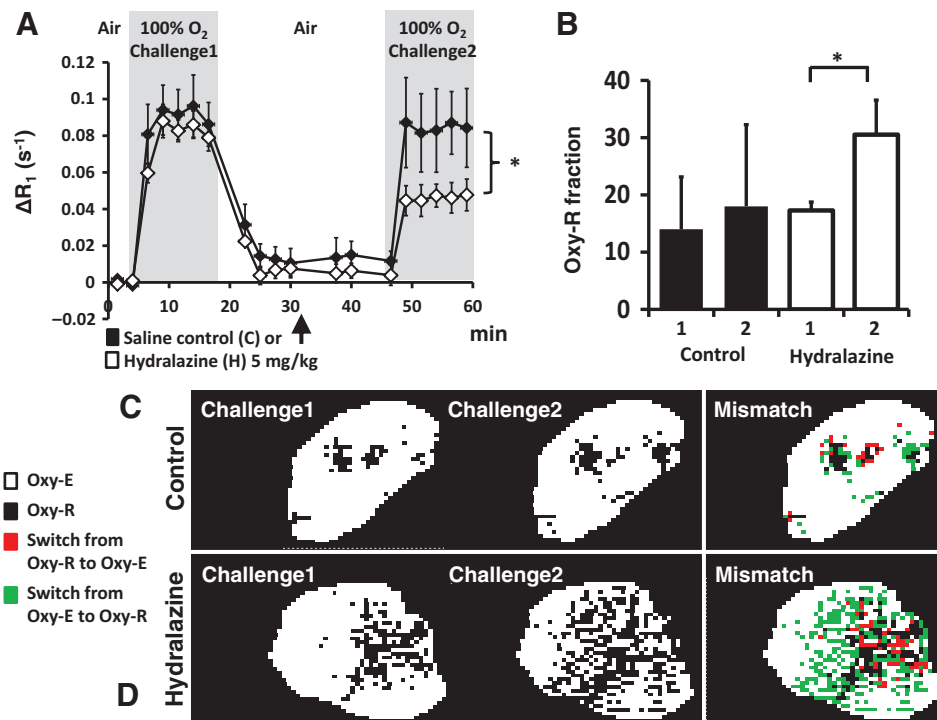 A
Air
100% O2
Challenge1
Air
100% O2
Challenge2
ΔR1 (s–1)
0.12
0.1
0.08
0.06
0.04
0.02
0
–0.02
0
10
20
30
40
50
60
min
*
Saline control (C) or
Hydralazine (H) 5 mg/kg
B
Oxy-R fraction
40
30
20
10
0
*
1
2
1
2
Control
Hydralazine
C
Control
Challenge1
Challenge2
Mismatch
Oxy-E
Oxy-R
Switch from
Oxy-R to Oxy-E
Switch from
Oxy-E to Oxy-R
D
Hydralazine
Challenge1
Challenge2
Mismatch